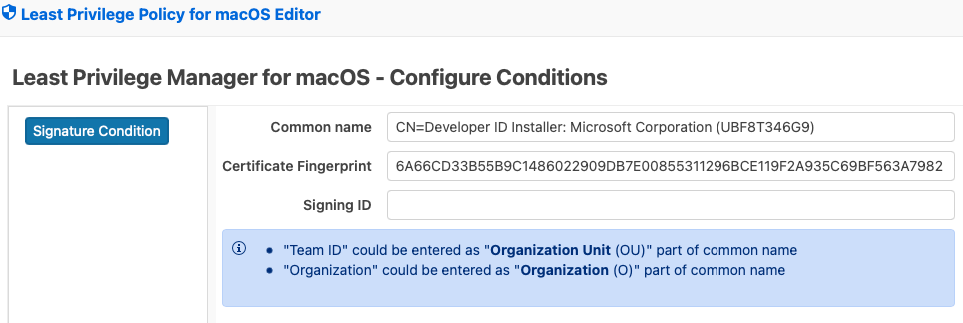 Least Privilege Policy for macOS Editor
Least Privilege Manager for macOS - Configure Conditions
Signature Condition
Common name
CN=Developer ID Installer: Microsoft Corporation (UBF8T346G9)
Certificate Fingerprint
6A66CD33B55B9C1486022909DB7E00855311296BCE119F2A935C69BF563A7982
Signing ID
"Team ID" could be entered as "Organization Unit (OU)" part of common name
"Organization" could be entered as "Organization (O)" part of common name